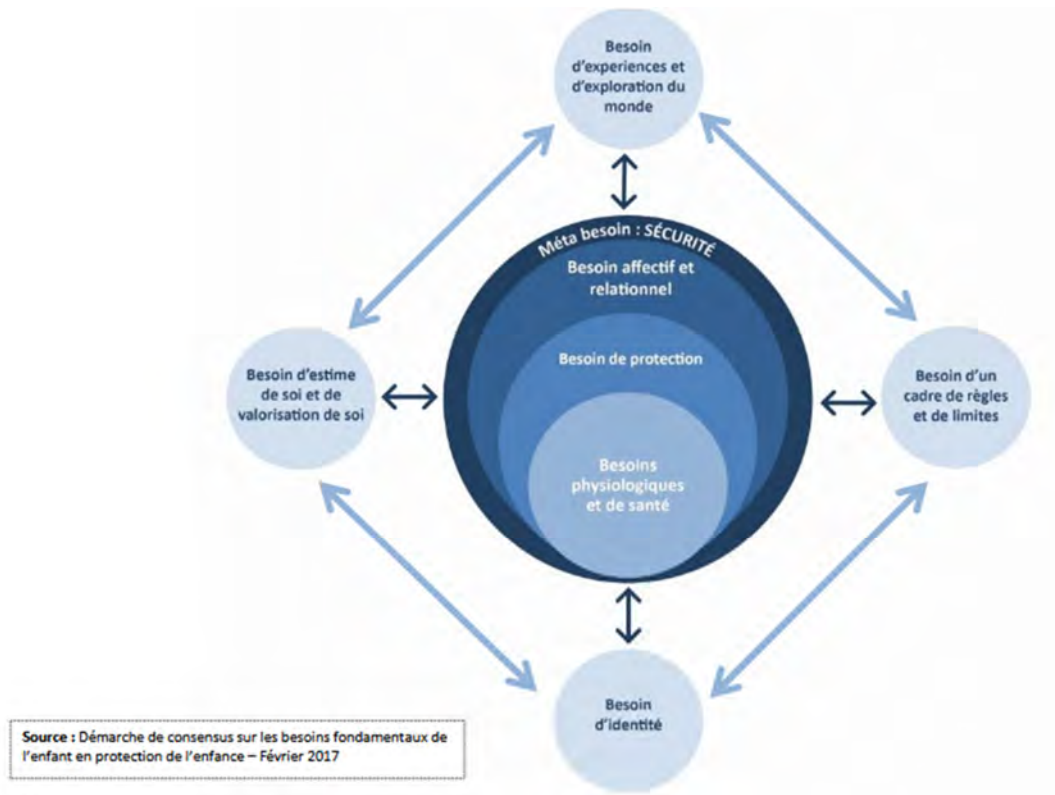 Besoin
d'experiences et
d'exploration du
monde
Méta besoin : SÉCURITÉ
Besoin affectif et
relationnel
Besoin de protection
Besoins
physiologiques
et de santé
Besoin d'estime
de soi et de
valorisation de soi
Besoin d'un
cadre de règles
et de limites
Besoin
d'identité
Source : Démarche de consensus sur les besoins fondamentaux de
l'enfant en protection de l'enfance – Février 2017